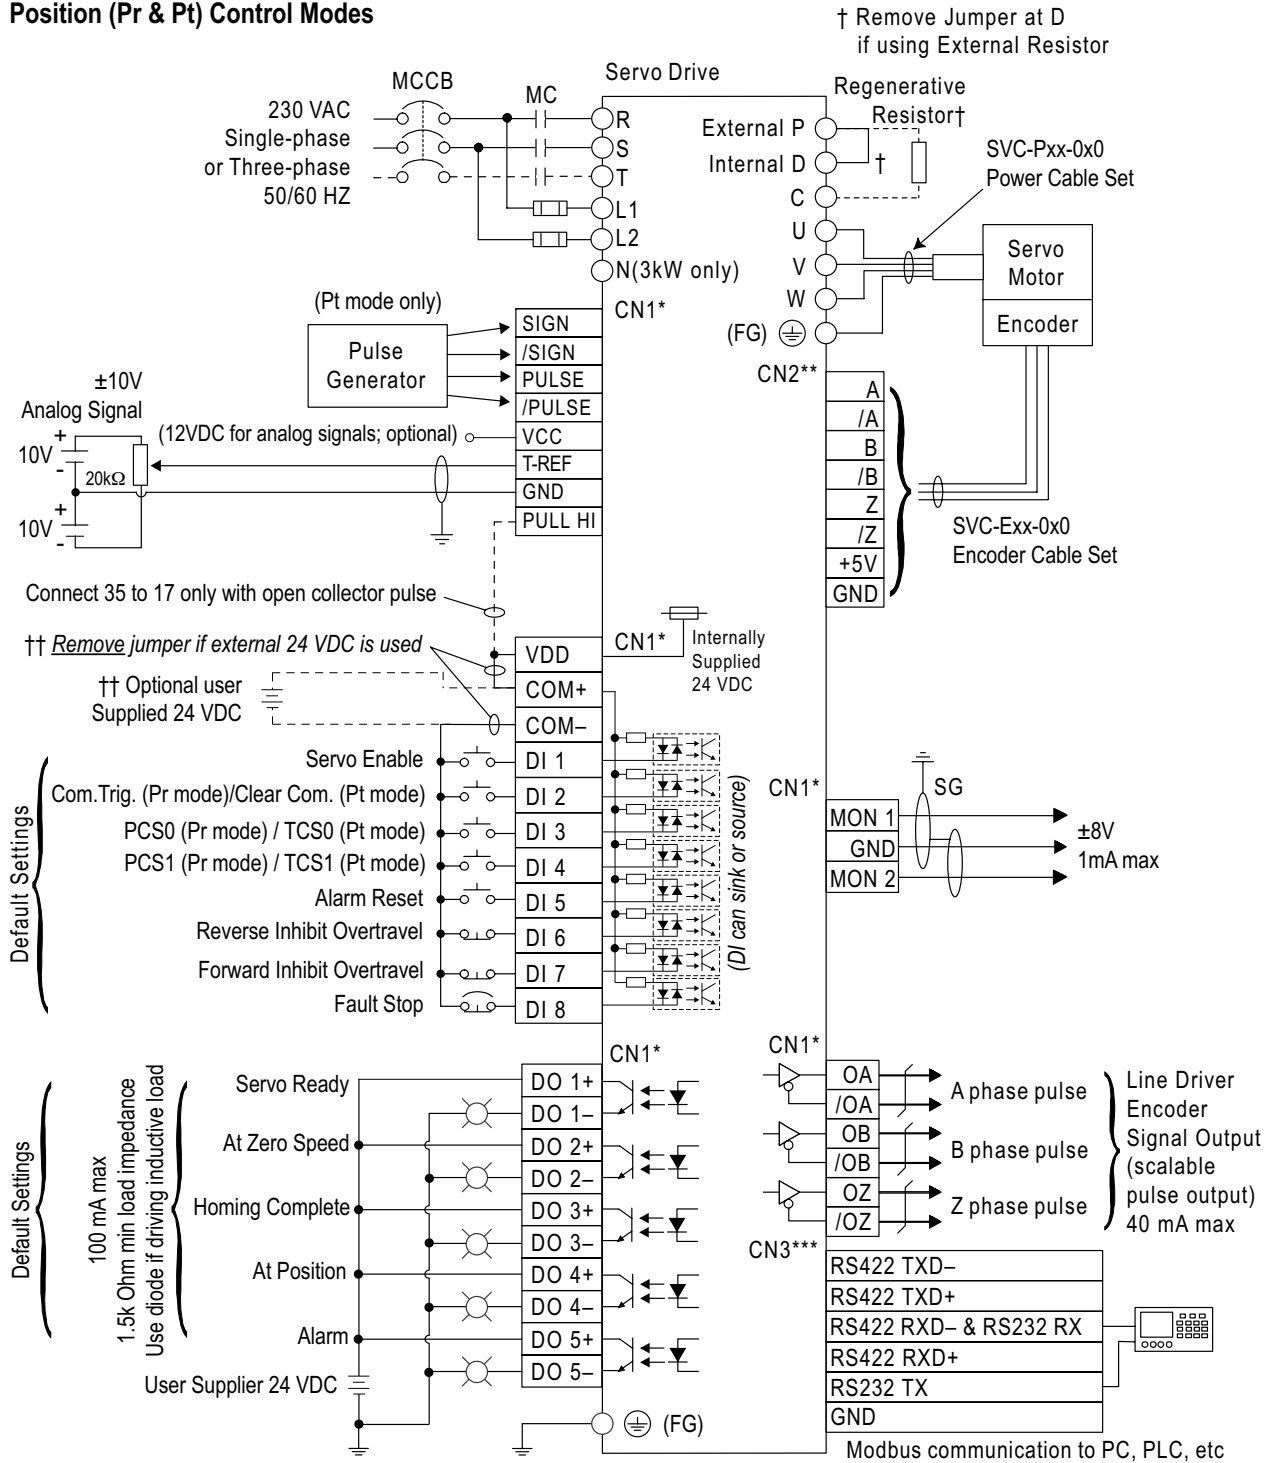 Position (Pr & Pt) Control Modes
† Remove Jumper at D
if using External Resistor
Servo Drive
MCCB
MC
230 VAC
Single-phase
or Three-phase
50/60 HZ
R
S
T
L1
L2
N(3kW only)
External P
Internal D
C
U
V
W
(FG)
Regenerative
Resistor†
†
SVC-Pxx-0x0
Power Cable Set
Servo
Motor
Encoder
(Pt mode only)
Pulse
Generator
CN1*
SIGN
/SIGN
PULSE
/PULSE
VCC
T-REF
GND
PULL HI
±10V
Analog Signal
(12VDC for analog signals; optional)
+
10V
-
20kΩ
+
10V
-
CN2**
A
/A
B
/B
Z
/Z
+5V
GND
SVC-Exx-0x0
Encoder Cable Set
Connect 35 to 17 only with open collector pulse
†† Remove jumper if external 24 VDC is used
†† Optional user
Supplied 24 VDC
CN1*
Internally
Supplied
24 VDC
VDD
COM+
COM–
DI 1
DI 2
DI 3
DI 4
DI 5
DI 6
DI 7
DI 8
Default Settings
Servo Enable
Com.Trig. (Pr mode)/Clear Com. (Pt mode)
PCS0 (Pr mode) / TCS0 (Pt mode)
PCS1 (Pr mode) / TCS1 (Pt mode)
Alarm Reset
Reverse Inhibit Overtravel
Forward Inhibit Overtravel
Fault Stop
(DI can sink or source)
CN1*
SG
MON 1
GND
MON 2
±8V
1mA max
Default Settings
100 mA max
1.5k Ohm min load impedance
Use diode if driving inductive load
Servo Ready
At Zero Speed
Homing Complete
At Position
Alarm
User Supplier 24 VDC
CN1*
DO 1+
DO 1–
DO 2+
DO 2–
DO 3+
DO 3–
DO 4+
DO 4–
DO 5+
DO 5–
(FG)
CN1*
OA
/OA
OB
/OB
OZ
/OZ
A phase pulse
B phase pulse
Z phase pulse
Line Driver
Encoder
Signal Output
(scalable
pulse output)
40 mA max
CN3***
RS422 TXD–
RS422 TXD+
RS422 RXD– & RS232 RX
RS422 RXD+
RS232 TX
GND
Modbus communication to PC, PLC, etc